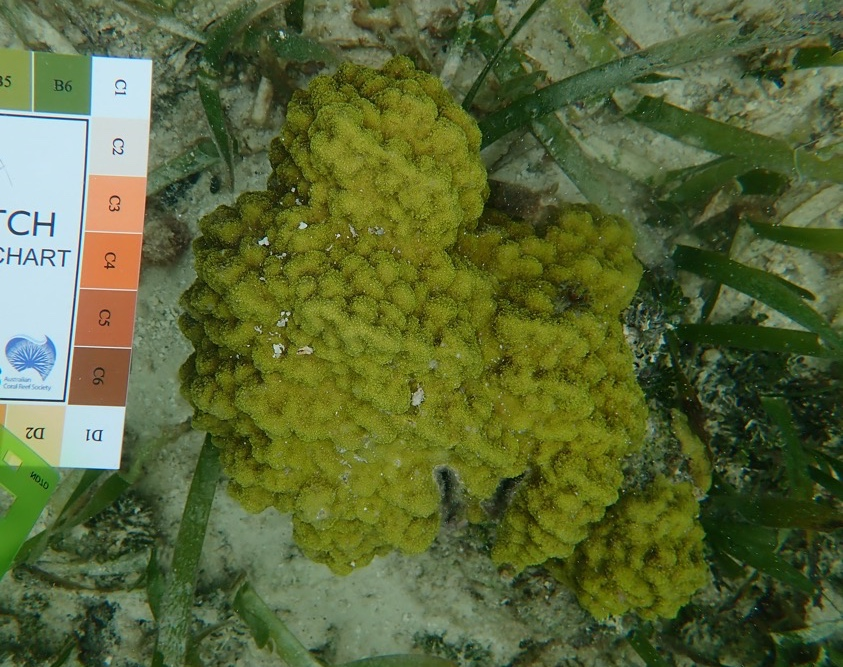 B5
B6
C1
C2
TCH
CHART
C3
C4
C5
C6
Australian
Coral Reef Society
D2
D1